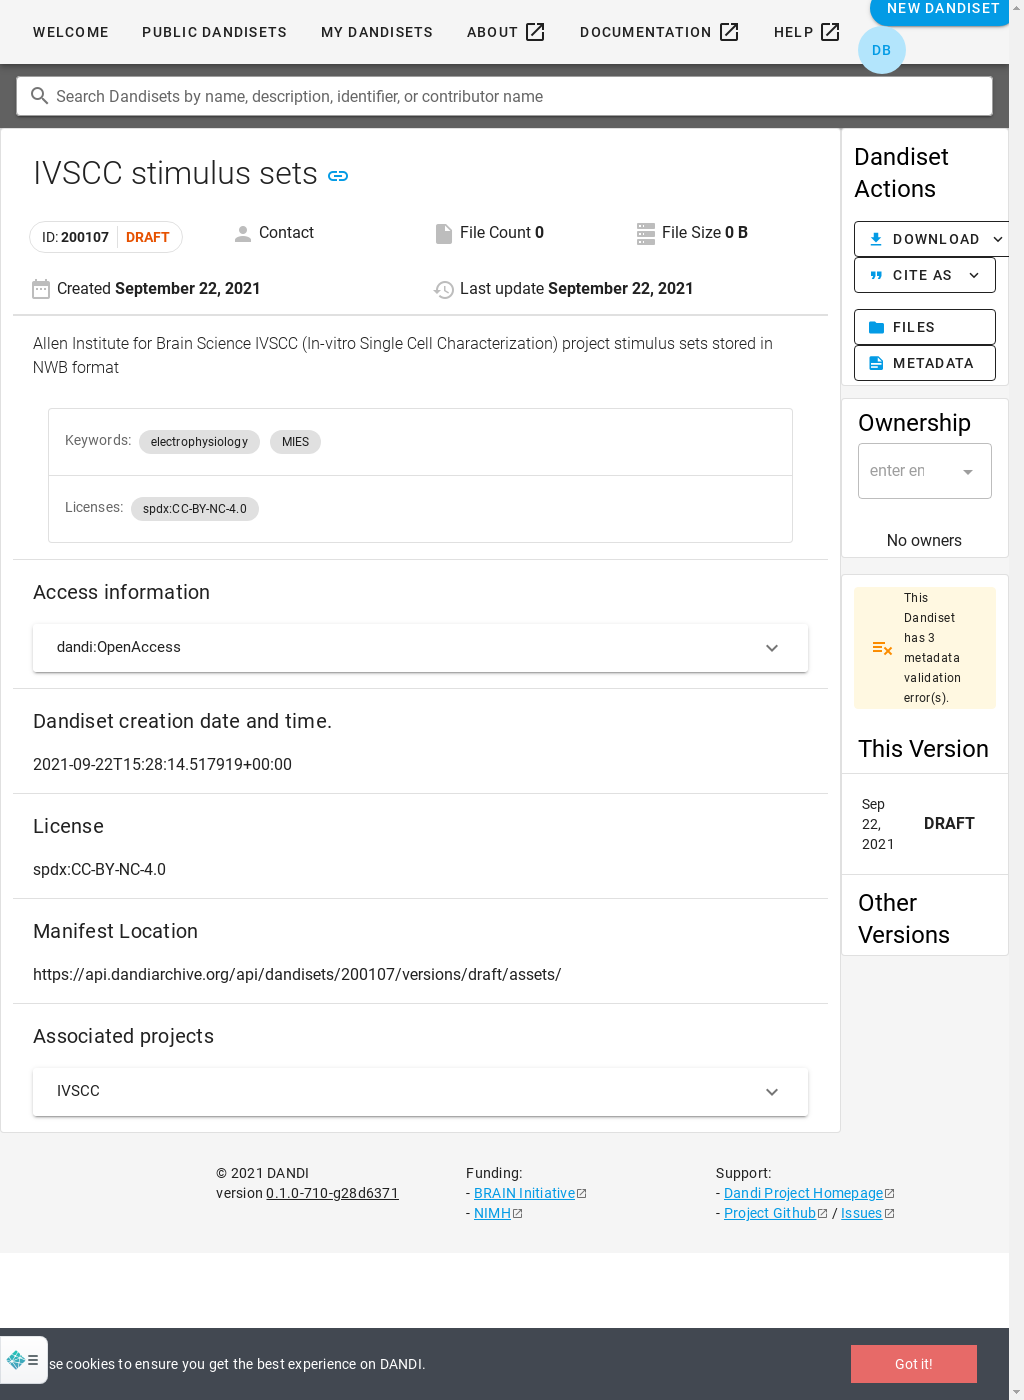 WELCOME
PUBLIC DANDISETS
MY DANDISETS
ABOUT
DOCUMENTATION
HELP
NEW DANDISET
DB
Search Dandisets by name, description, identifier, or contributor name
IVSCC stimulus sets
ID: 200107 DRAFT
Contact
File Count 0
File Size 0 B
Created September 22, 2021
Last update September 22, 2021
Allen Institute for Brain Science IVSCC (In-vitro Single Cell Characterization) project stimulus sets stored in
NWB format
Keywords: electrophysiology MIES
Licenses: spdx:CC-BY-NC-4.0
Access information
dandi:OpenAccess
Dandiset creation date and time.
2021-09-22T15:28:14.517919+00:00
License
spdx:CC-BY-NC-4.0
Manifest Location
https://api.dandiarchive.org/api/dandisets/200107/versions/draft/assets/
Associated projects
IVSCC
Dandiset
Actions
DOWNLOAD
CITE AS
FILES
METADATA
Ownership
enter en
No owners
This
Dandiset
has 3
metadata
validation
error(s).
This Version
Sep
22,
2021
DRAFT
Other
Versions
© 2021 DANDI
version 0.1.0-710-g28d6371
Funding:
- BRAIN Initiative
- NIMH
Support:
- Dandi Project Homepage
- Project Github / Issues
se cookies to ensure you get the best experience on DANDI.
Got it!